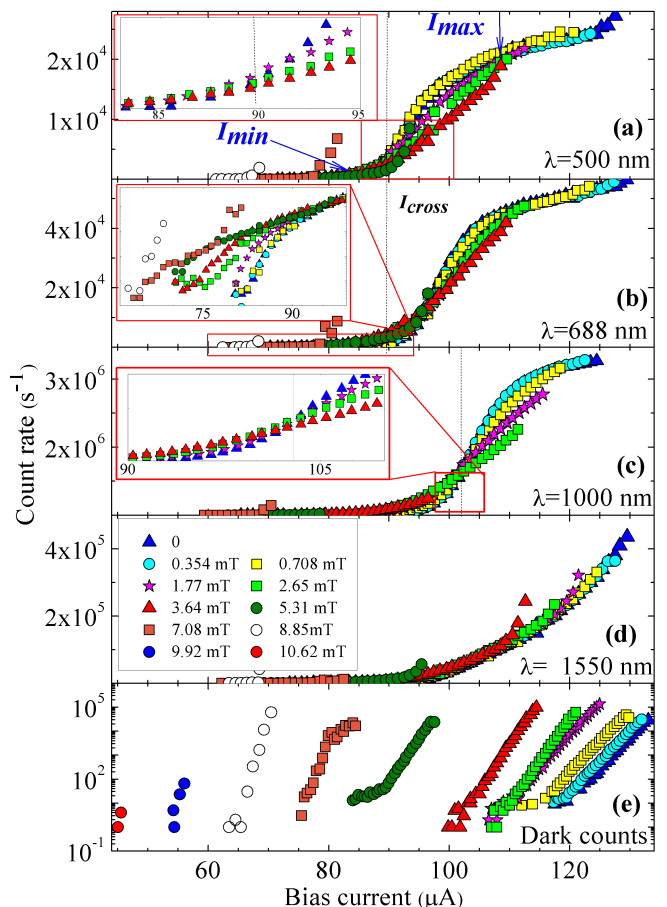 85 90 95
I_max
2x10^4
I_min
1x10^4
(a)
λ=500 nm
I_cross
4x10^4
75 90
2x10^4
(b)
λ=688 nm
3x10^6
90 105
2x10^6
(c)
λ=1000 nm
Count rate (s^-1)
4x10^5
0
0.354 mT 0.708 mT
1.77 mT 2.65 mT
3.64 mT 5.31 mT
7.08 mT 8.85mT
9.92 mT 10.62 mT
2x10^5
(d)
λ= 1550 nm
10^5
10^2
10^-1
(e)
Dark counts
60 80 100 120
Bias current (μA)